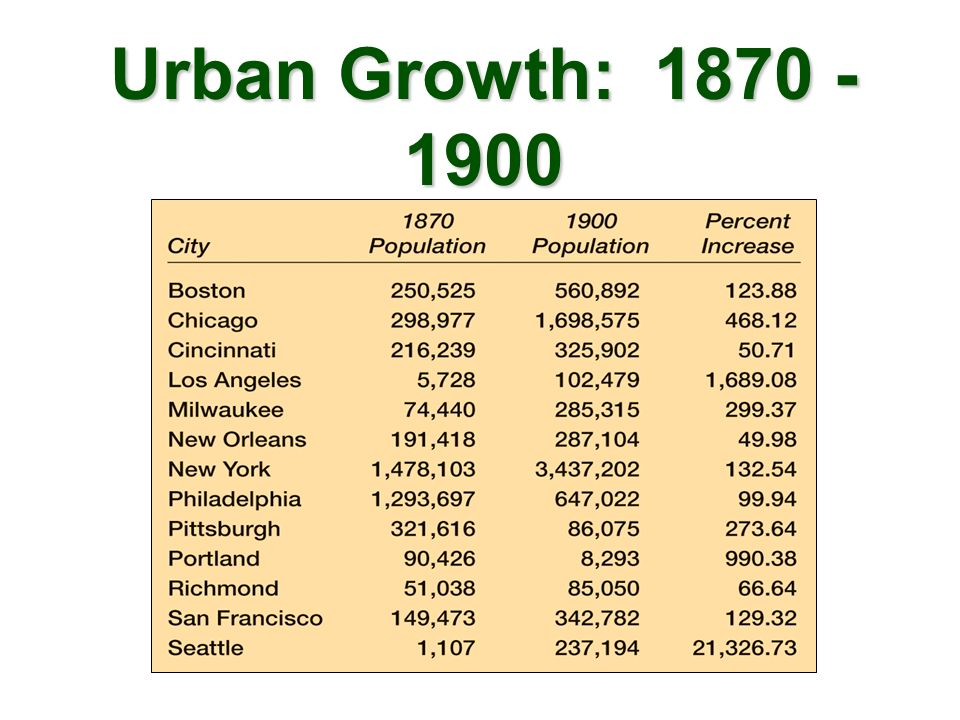 Urban Growth: 1870 -
1900
1870 1900 Percent
City Population Population Increase
Boston 250,525 560,892 123.88
Chicago 298,977 1,698,575 468.12
Cincinnati 216,239 325,902 50.71
Los Angeles 5,728 102,479 1,689.08
Milwaukee 74,440 285,315 299.37
New Orleans 191,418 287,104 49.98
New York 1,478,103 3,437,202 132.54
Philadelphia 1,293,697 647,022 99.94
Pittsburgh 321,616 86,075 273.64
Portland 90,426 8,293 990.38
Richmond 51,038 85,050 66.64
San Francisco 149,473 342,782 129.32
Seattle 1,107 237,194 21,326.73